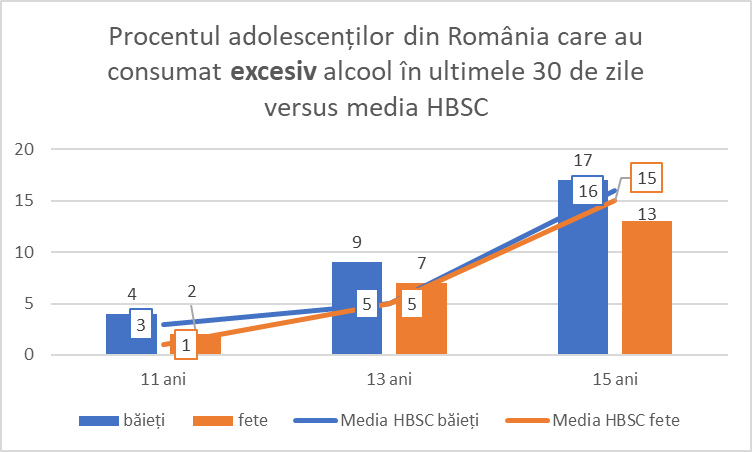 Procentul adolescenților din România care au
consumat excesiv alcool în ultimele 30 de zile
versus media HBSC
20
15
10
5
0
4
3
2
1
9
5
7
5
17
16
15
13
11 ani
13 ani
15 ani
băieți
fete
Media HBSC băieți
Media HBSC fete